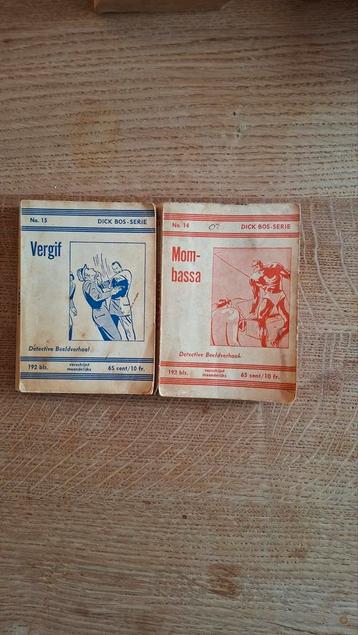 No. 15 DICK BOS-SERIE
Vergif
Detective Beeldverhaal
192 blz. verschijnt maandelijks 65 cent/10 fr.
No. 14 DICK BOS-SERIE
Mom-
bassa
Detective Beeldverhaal
192 blz. verschijnt maandelijks 65 cent/10 fr.